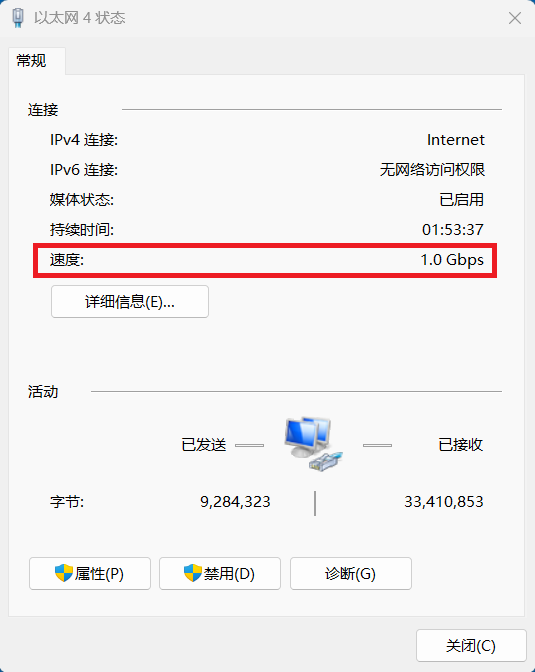 以太网 4 状态
常规
连接
IPv4 连接: Internet
IPv6 连接: 无网络访问权限
媒体状态: 已启用
持续时间: 01:53:37
速度: 1.0 Gbps
详细信息(E)...
活动
已发送 已接收
字节: 9,284,323 33,410,853
属性(P) 禁用(D) 诊断(G)
关闭(C)